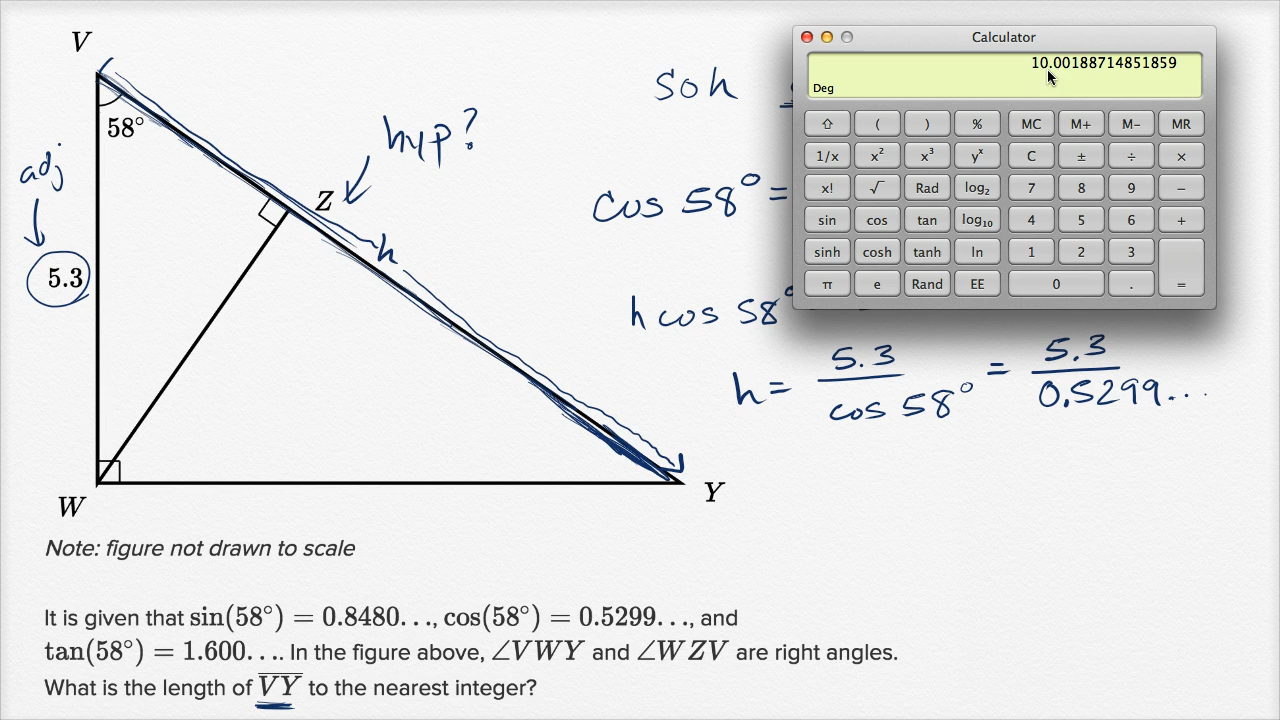 V
58°
adj
5.3
hyp?
Z
h
W
Y
soh
cos 58° =
h cos 58°
h = 5.3 / cos 58° = 5.3 / 0.5299...
Calculator
10.00188714851859
Deg
⇧ ( ) % MC M+ M− MR
1/x x² x³ yˣ C ± ÷ ×
x! √ Rad log₂ 7 8 9 −
sin cos tan log₁₀ 4 5 6 +
sinh cosh tanh ln 1 2 3
π e Rand EE 0 . =
Note: figure not drawn to scale
It is given that sin(58°) = 0.8480..., cos(58°) = 0.5299..., and
tan(58°) = 1.600.... In the figure above, ∠VWY and ∠WZV are right angles.
What is the length of V̅Y̅ to the nearest integer?